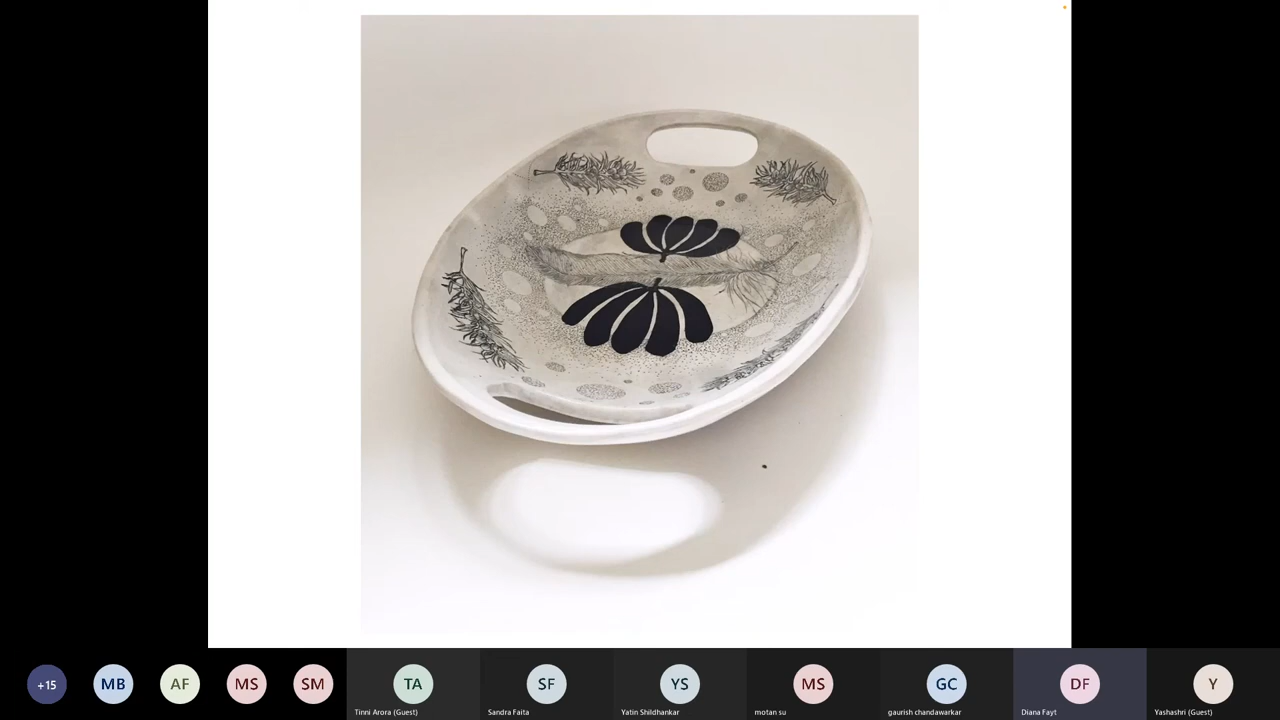 +15
MB
AF
MS
SM
TA
SF
YS
MS
GC
DF
Y
Tinni Arora (Guest)
Sandra Faita
Yatin Shildhankar
motan su
gaurish chandawarkar
Diana Fayt
Yashashri (Guest)